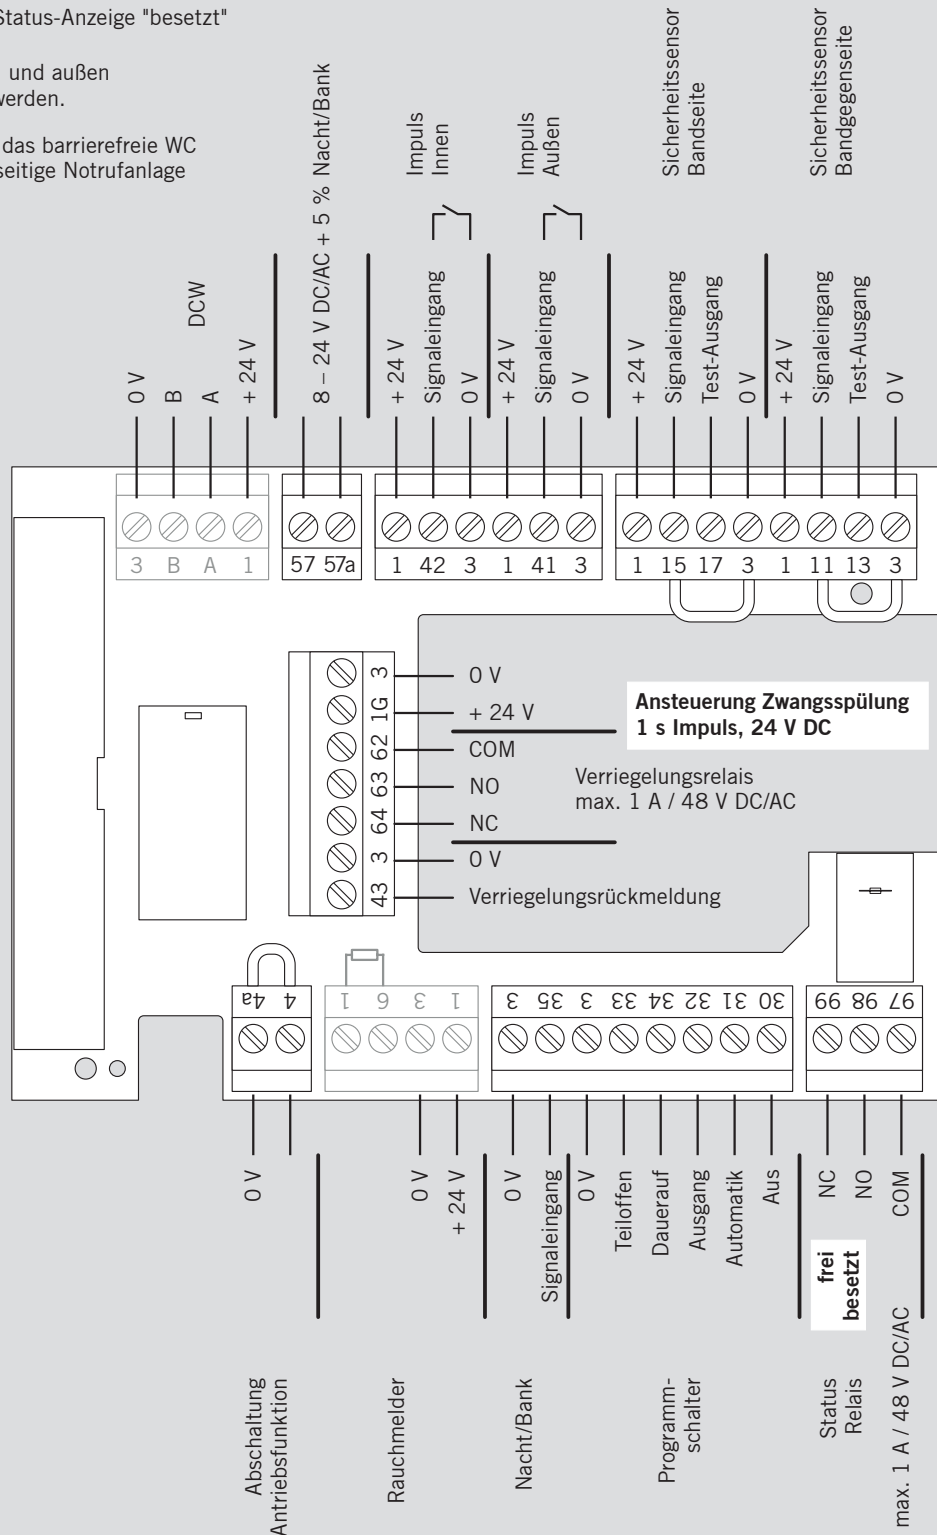 Status-Anzeige "besetzt"
und außen
werden.
das barrierefreie WC
seitige Notrufanlage
DCW
0 V
B
A
+ 24 V
8 – 24 V DC/AC + 5 % Nacht/Bank
Impuls
Innen
+ 24 V
Signaleingang
0 V
Impuls
Außen
+ 24 V
Signaleingang
0 V
Sicherheitssensor
Bandseite
+ 24 V
Signaleingang
Test-Ausgang
0 V
Sicherheitssensor
Bandgegenseite
+ 24 V
Signaleingang
Test-Ausgang
0 V
3 B A 1
57 57a
1 42 3 1 41 3
1 15 17 3 1 11 13 3
3 0 V
1G + 24 V
62 COM
63 NO
64 NC
3 0 V
43 Verriegelungsrückmeldung
Ansteuerung Zwangsspülung
1 s Impuls, 24 V DC
Verriegelungsrelais
max. 1 A / 48 V DC/AC
4a 4
1 6 3 1
3 35 3 33 34 32 31 30
99 98 97
0 V
Abschaltung
Antriebsfunktion
0 V
+ 24 V
Rauchmelder
0 V
Signaleingang
Nacht/Bank
0 V
Teiloffen
Dauerauf
Ausgang
Automatik
Aus
Programm-
schalter
NC
NO
COM
frei
besetzt
Status
Relais
max. 1 A / 48 V DC/AC